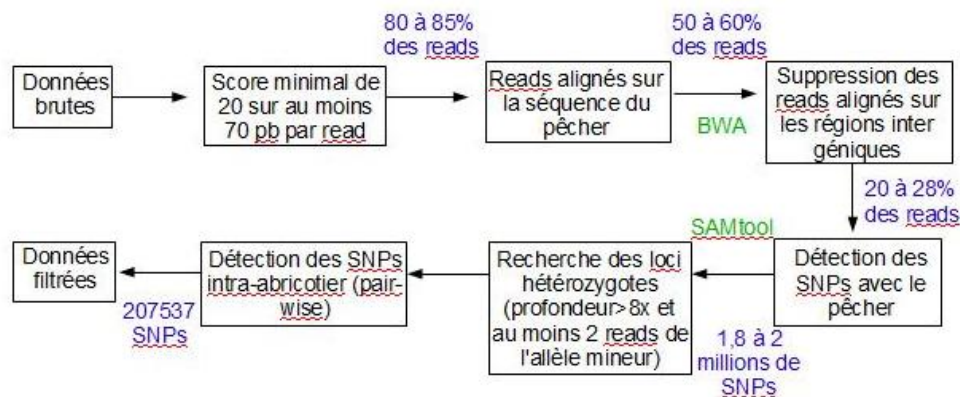 80 à 85%
des reads
50 à 60%
des reads
Données
brutes
Score minimal de
20 sur au moins
70 pb par read
Reads alignés sur
la séquence du
pêcher
BWA
Suppression des
reads alignés sur
les régions inter
géniques
20 à 28%
des reads
SAMtool
Données
filtrées
Détection des SNPs
intra-abricotier (pair-
wise)
Recherche des loci
hétérozygotes
(profondeur>8x et
au moins 2 reads de
l'allèle mineur)
Détection des
SNPs avec le
pêcher
207537
SNPs
1,8 à 2
millions de
SNPs